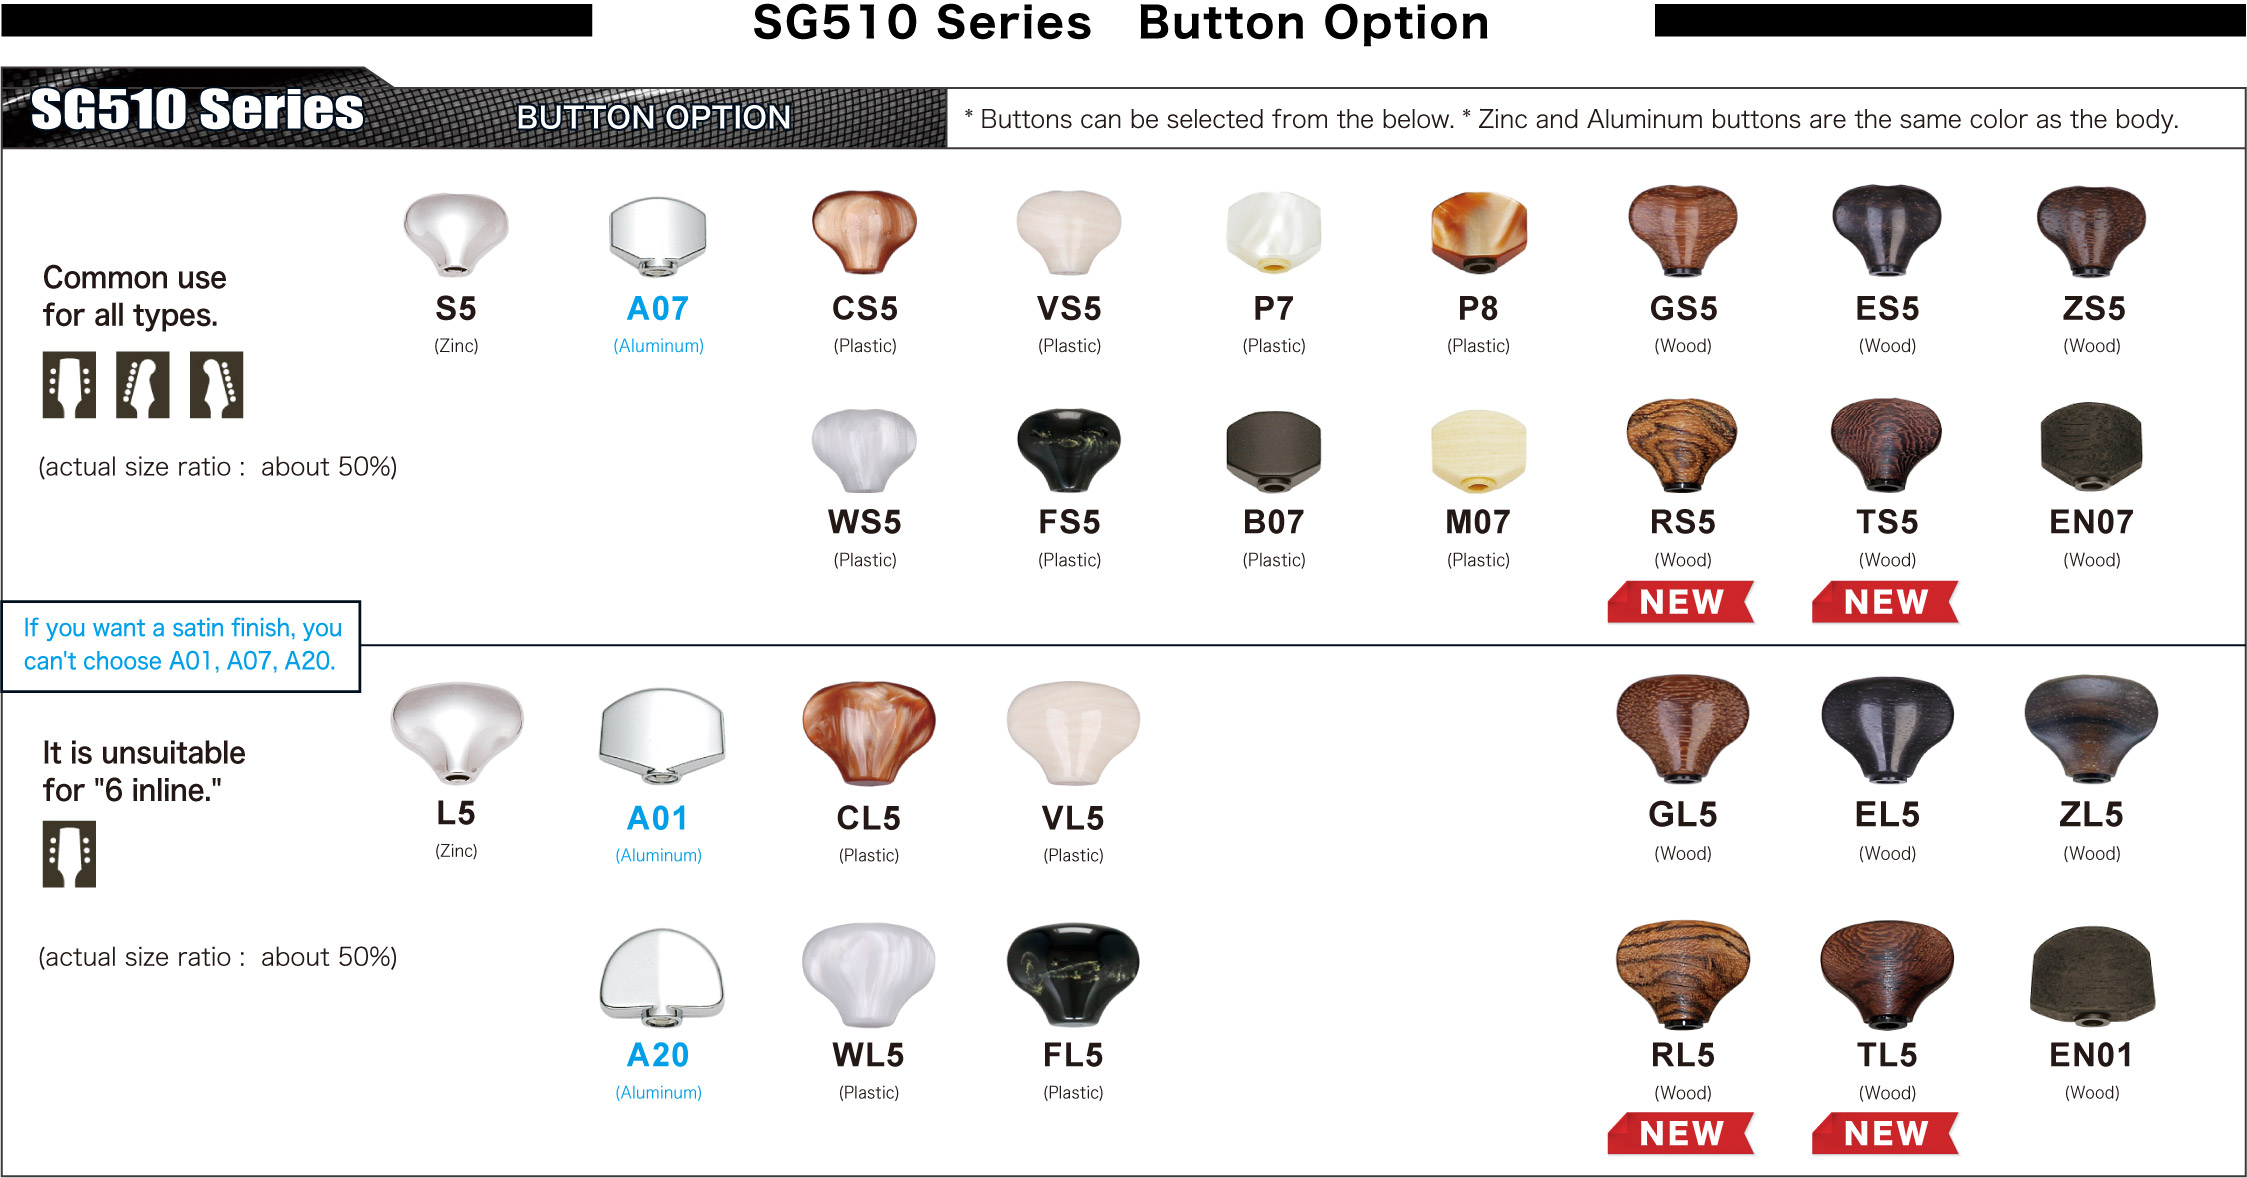 SG510 Series Button Option
SG510 Series BUTTON OPTION * Buttons can be selected from the below. * Zinc and Aluminum buttons are the same color as the body.
Common use
for all types.
(actual size ratio : about 50%)
S5 A07 CS5 VS5 P7 P8 GS5 ES5 ZS5
(Zinc) (Aluminum) (Plastic) (Plastic) (Plastic) (Plastic) (Wood) (Wood) (Wood)
WS5 FS5 B07 M07 RS5 TS5 EN07
(Plastic) (Plastic) (Plastic) (Plastic) (Wood) (Wood) (Wood)
NEW NEW
If you want a satin finish, you
can't choose A01, A07, A20.
It is unsuitable
for "6 inline."
(actual size ratio : about 50%)
L5 A01 CL5 VL5 GL5 EL5 ZL5
(Zinc) (Aluminum) (Plastic) (Plastic) (Wood) (Wood) (Wood)
A20 WL5 FL5 RL5 TL5 EN01
(Aluminum) (Plastic) (Plastic) (Wood) (Wood) (Wood)
NEW NEW